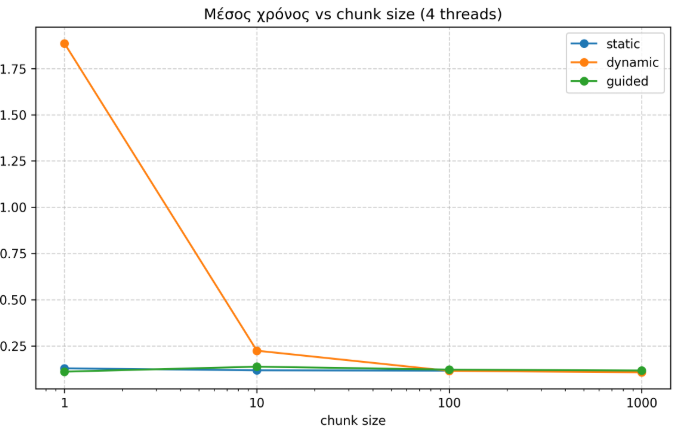 Μέσος χρόνος vs chunk size (4 threads)
static
dynamic
guided
1.75
1.50
1.25
1.00
0.75
0.50
0.25
1 10 100 1000
chunk size